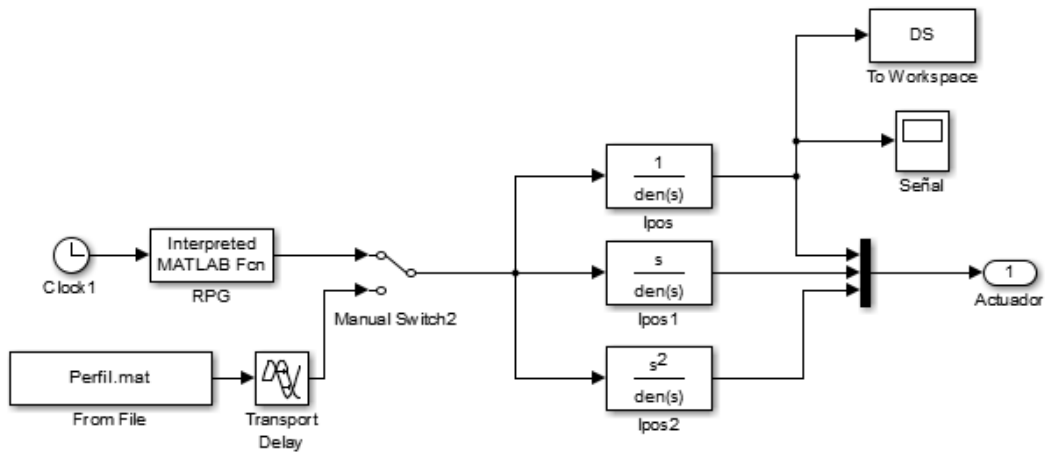 DS
To Workspace
Señal
1
den(s)
Ipos
Interpreted
MATLAB Fcn
RPG
Clock1
Manual Switch2
s
den(s)
Ipos1
1
Actuador
Perfil.mat
From File
Transport
Delay
s2
den(s)
Ipos2